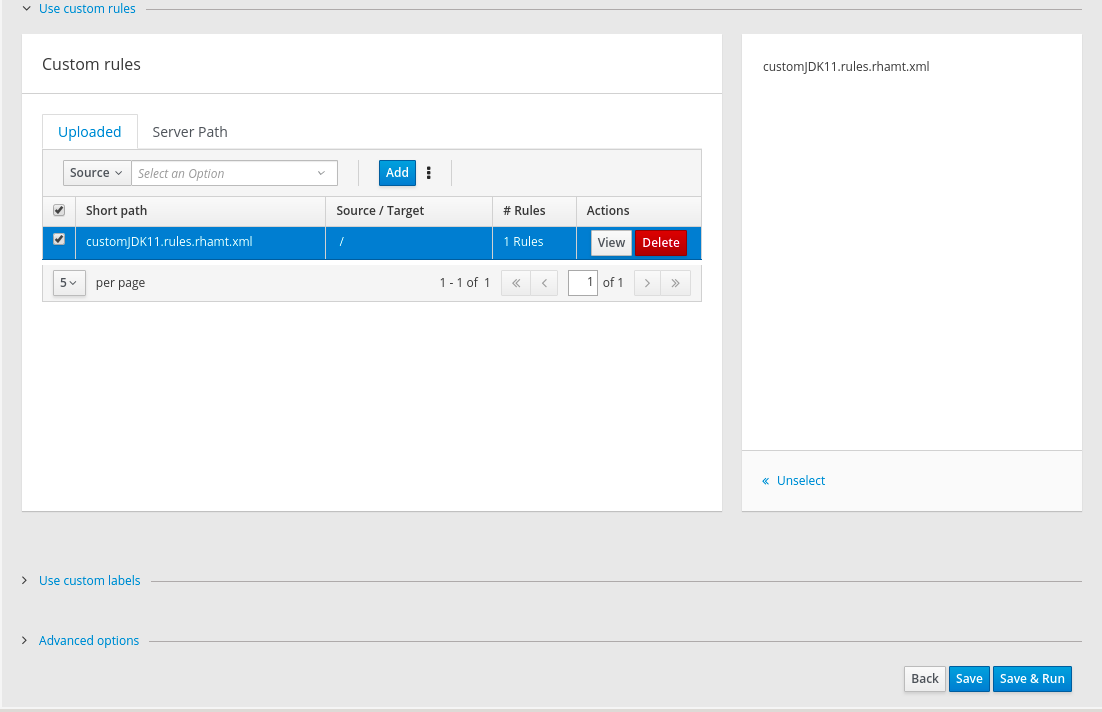 Use custom rules
Custom rules
customJDK11.rules.rhamt.xml
Uploaded Server Path
Source Select an Option Add
Short path Source / Target # Rules Actions
customJDK11.rules.rhamt.xml / 1 Rules View Delete
5 per page 1 - 1 of 1 « ‹ 1 of 1 › »
« Unselect
Use custom labels
Advanced options
Back Save Save & Run